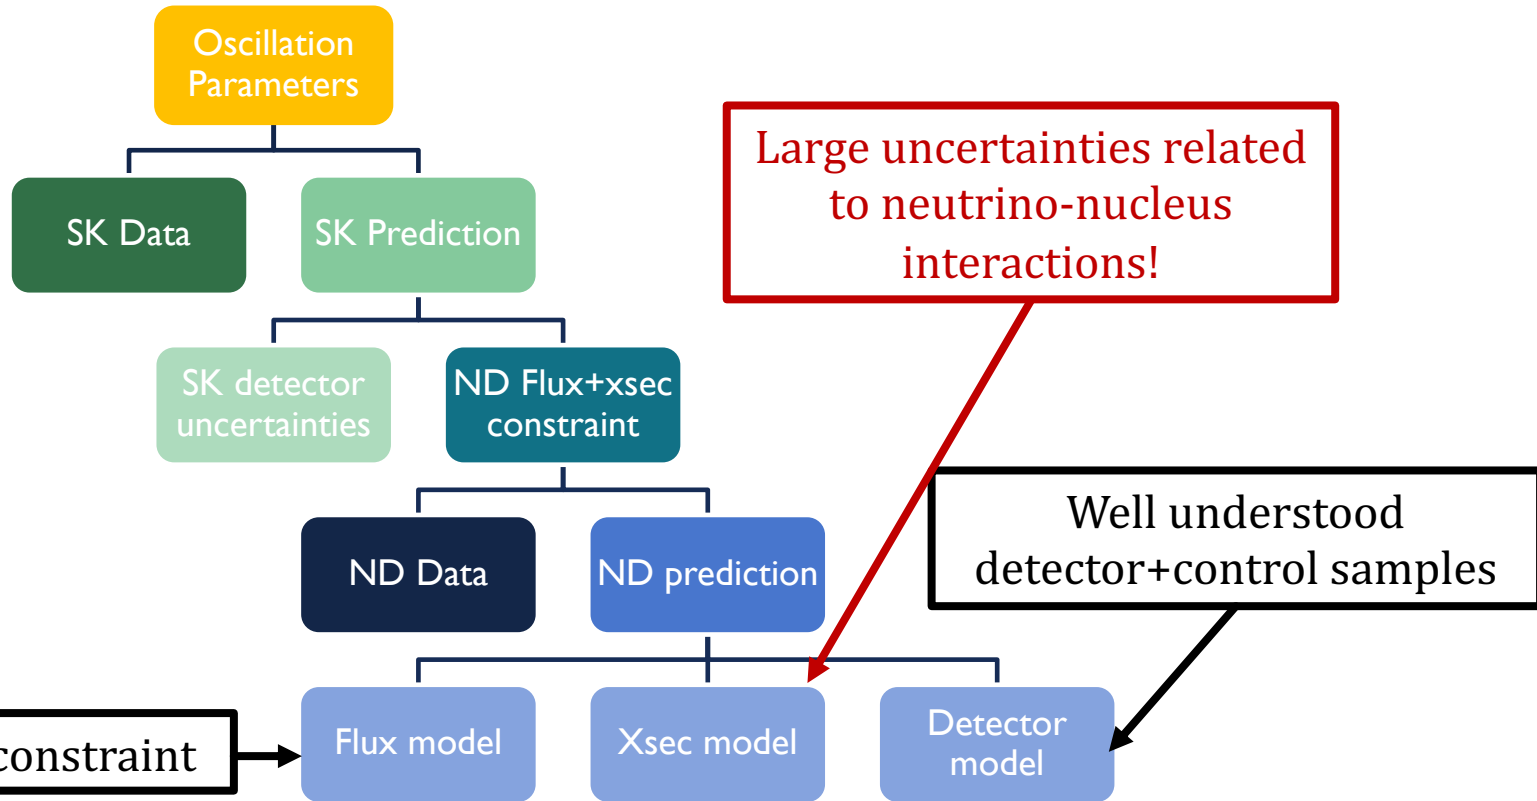 Oscillation
Parameters
Large uncertainties related
to neutrino-nucleus
interactions!
SK Data
SK Prediction
SK detector
uncertainties
ND Flux+xsec
constraint
Well understood
detector+control samples
ND Data
ND prediction
constraint
Flux model
Xsec model
Detector
model